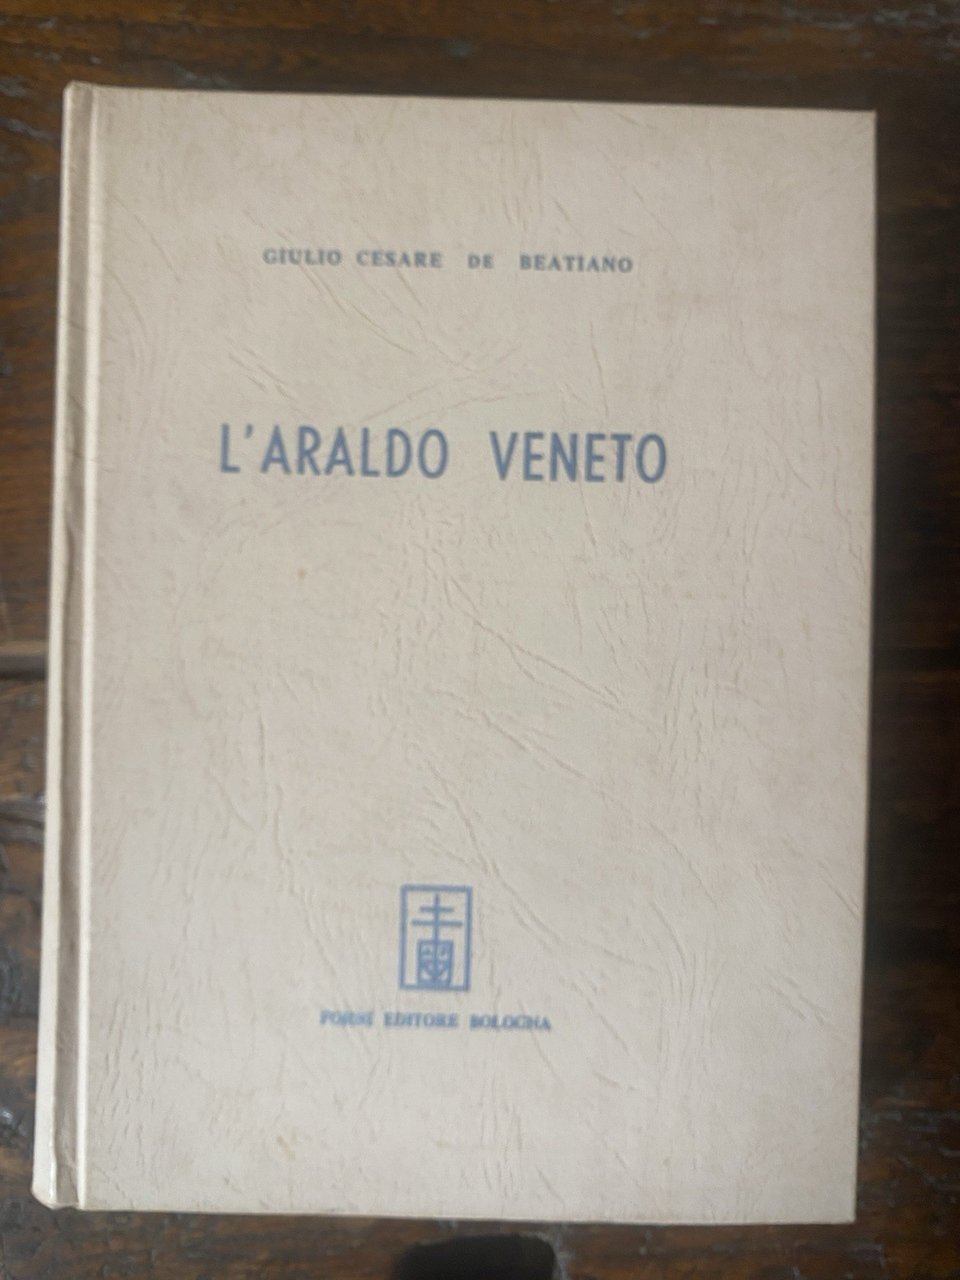 GIULIO CESARE DE BEATIANO
L'ARALDO VENETO
FORNI EDITORE BOLOGNA